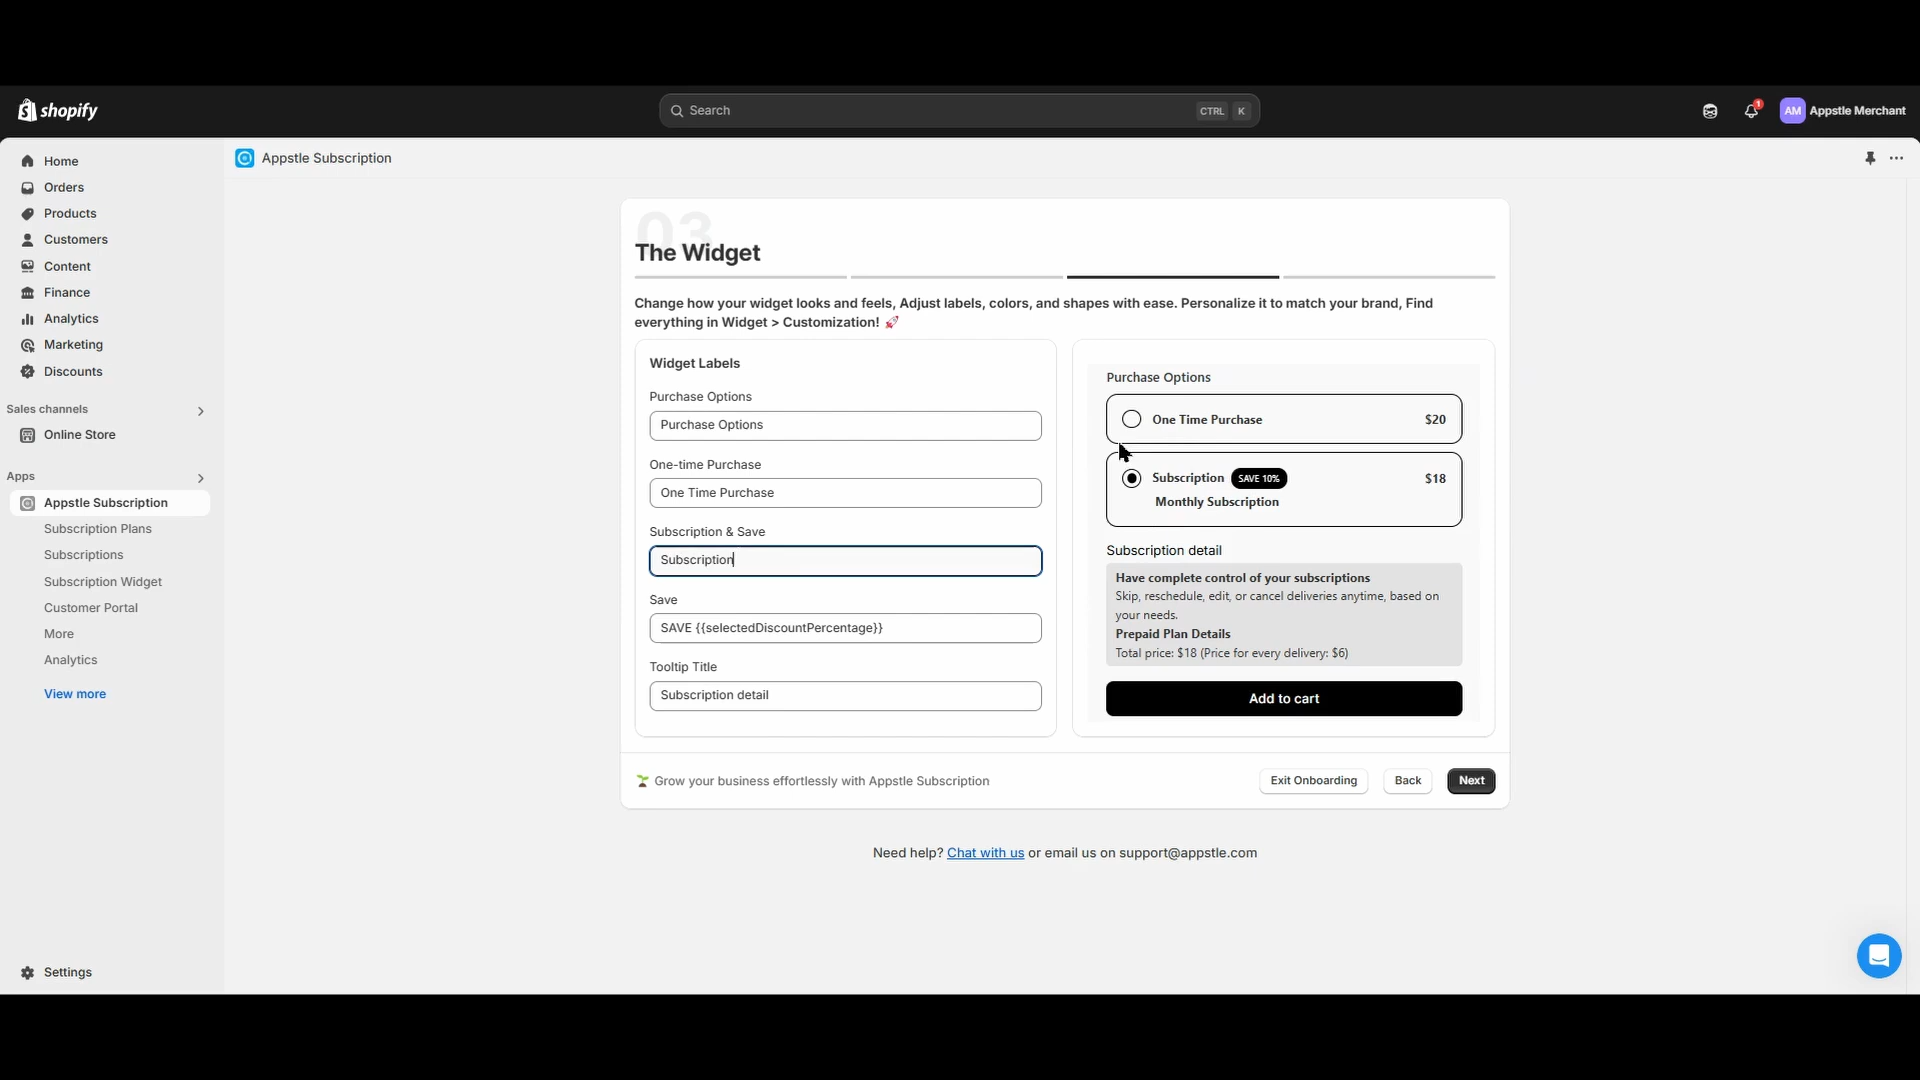 shopify
Search
CTRL K
1
AM
Appstle Merchant
Home
Orders
Products
Customers
Content
Finance
Analytics
Marketing
Discounts
Sales channels
Online Store
Apps
Appstle Subscription
Subscription Plans
Subscriptions
Subscription Widget
Customer Portal
More
Analytics
View more
Settings
Appstle Subscription
03
The Widget
Change how your widget looks and feels, Adjust labels, colors, and shapes with ease. Personalize it to match your brand, Find
everything in Widget > Customization! 🚀
Widget Labels
Purchase Options
Purchase Options
One-time Purchase
One Time Purchase
Subscription & Save
Subscription
Save
SAVE {{selectedDiscountPercentage}}
Tooltip Title
Subscription detail
Purchase Options
One Time Purchase $20
Subscription SAVE 10% $18
Monthly Subscription
Subscription detail
Have complete control of your subscriptions
Skip, reschedule, edit, or cancel deliveries anytime, based on
your needs.
Prepaid Plan Details
Total price: $18 (Price for every delivery: $6)
Add to cart
🌱 Grow your business effortlessly with Appstle Subscription
Exit Onboarding
Back
Next
Need help? Chat with us or email us on support@appstle.com